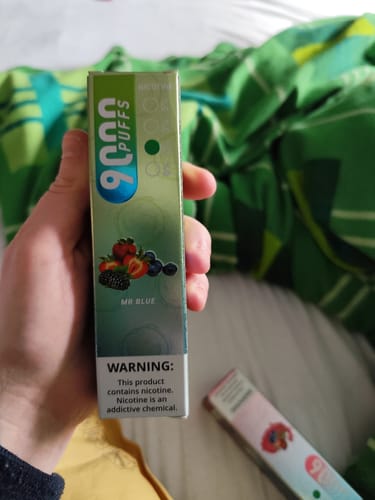 NICOTINE
9000
PUFFS
MR BLUE
WARNING:
This product
contains nicotine.
Nicotine is an
addictive chemical.